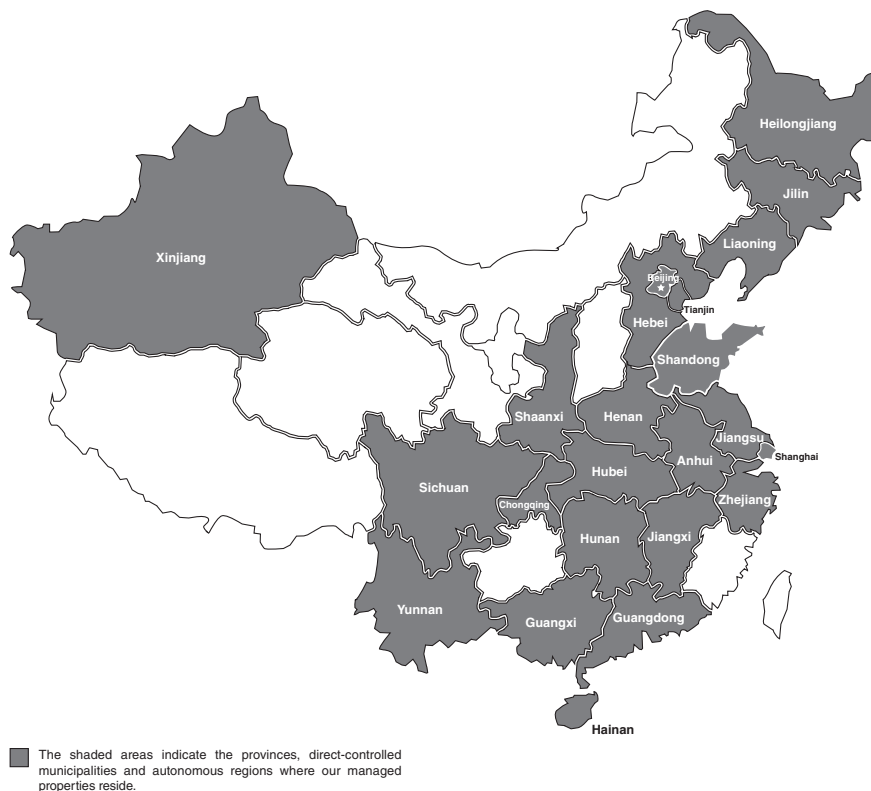 Heilongjiang
Jilin
Liaoning
Xinjiang
Beijing
Tianjin
Hebei
Shandong
Shaanxi
Henan
Jiangsu
Shanghai
Anhui
Hubei
Sichuan
Chongqing
Zhejiang
Hunan
Jiangxi
Yunnan
Guangxi
Guangdong
Hainan
The shaded areas indicate the provinces, direct-controlled
municipalities and autonomous regions where our managed
properties reside.